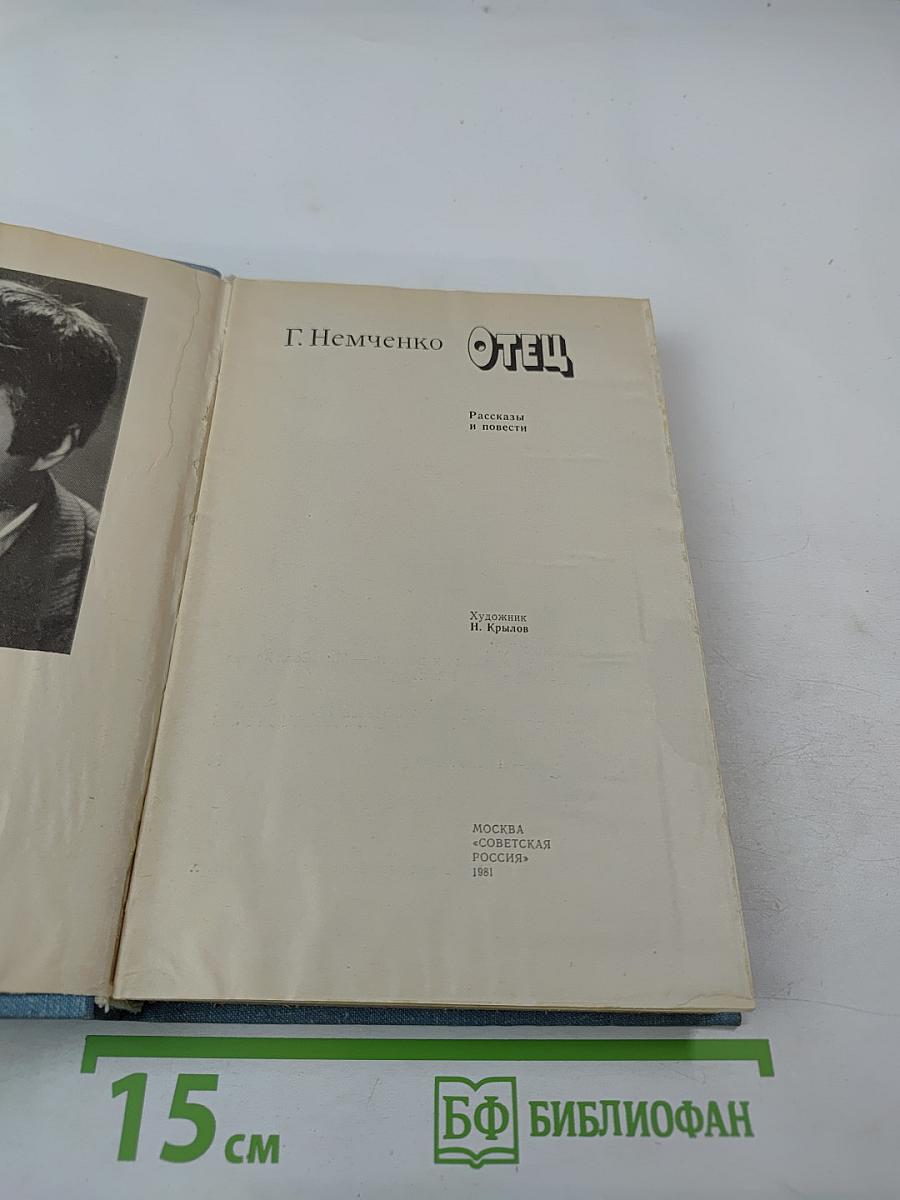 Г. Немченко ОТЕЦ
Рассказы
и повести
Художник
Н. Крылов
МОСКВА
«СОВЕТСКАЯ
РОССИЯ»
1981
15 см
БФ БИБЛИОФАН